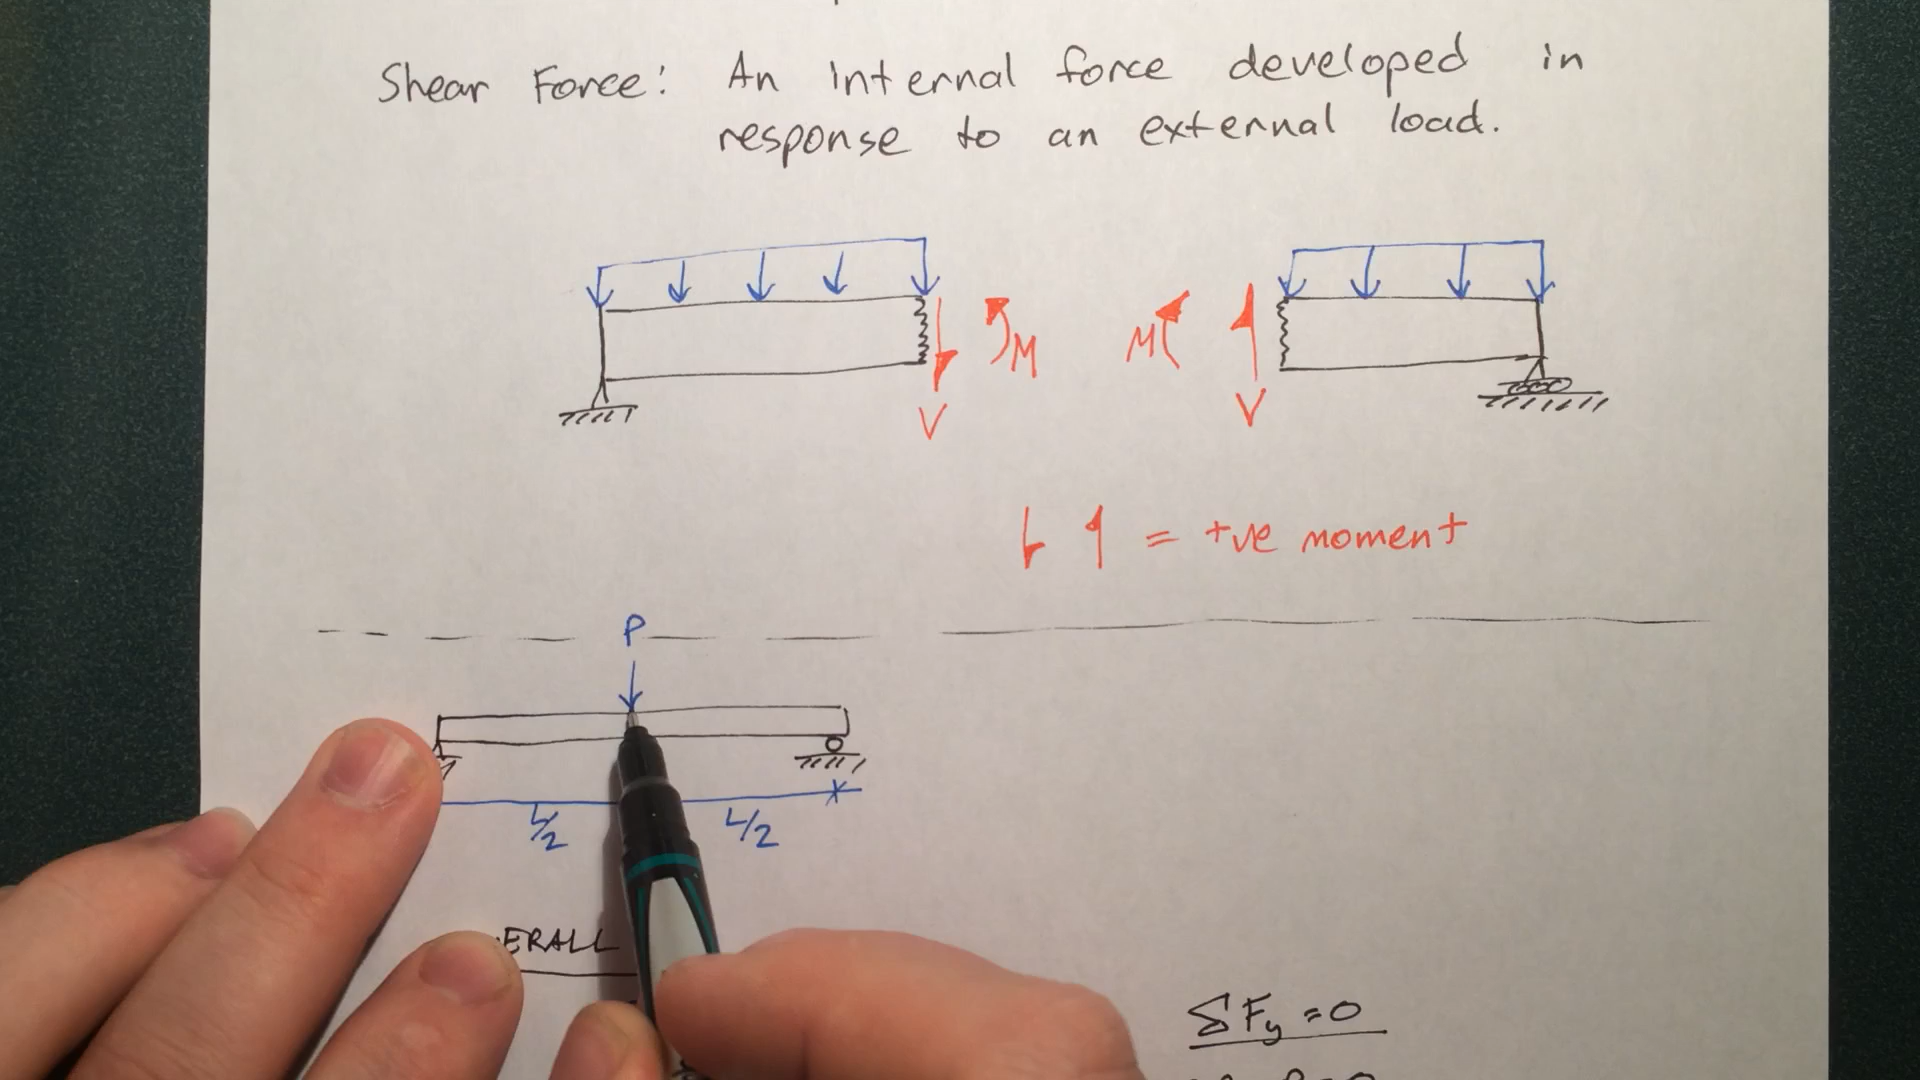 Shear Force: An internal force developed in
response to an external load.
M M
V V
= +ve moment
P
L/2 L/2
ERALL
ΣFy = 0